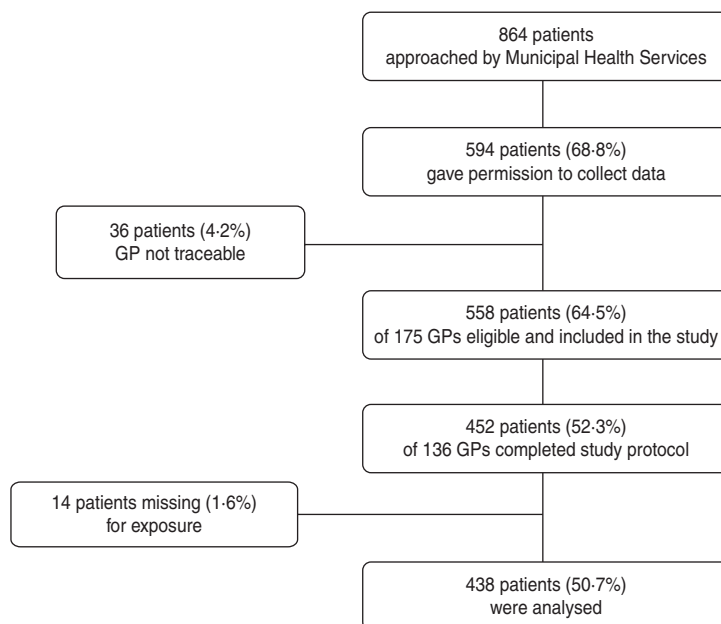 864 patients
approached by Municipal Health Services
594 patients (68·8%)
gave permission to collect data
36 patients (4·2%)
GP not traceable
558 patients (64·5%)
of 175 GPs eligible and included in the study
452 patients (52·3%)
of 136 GPs completed study protocol
14 patients missing (1·6%)
for exposure
438 patients (50·7%)
were analysed